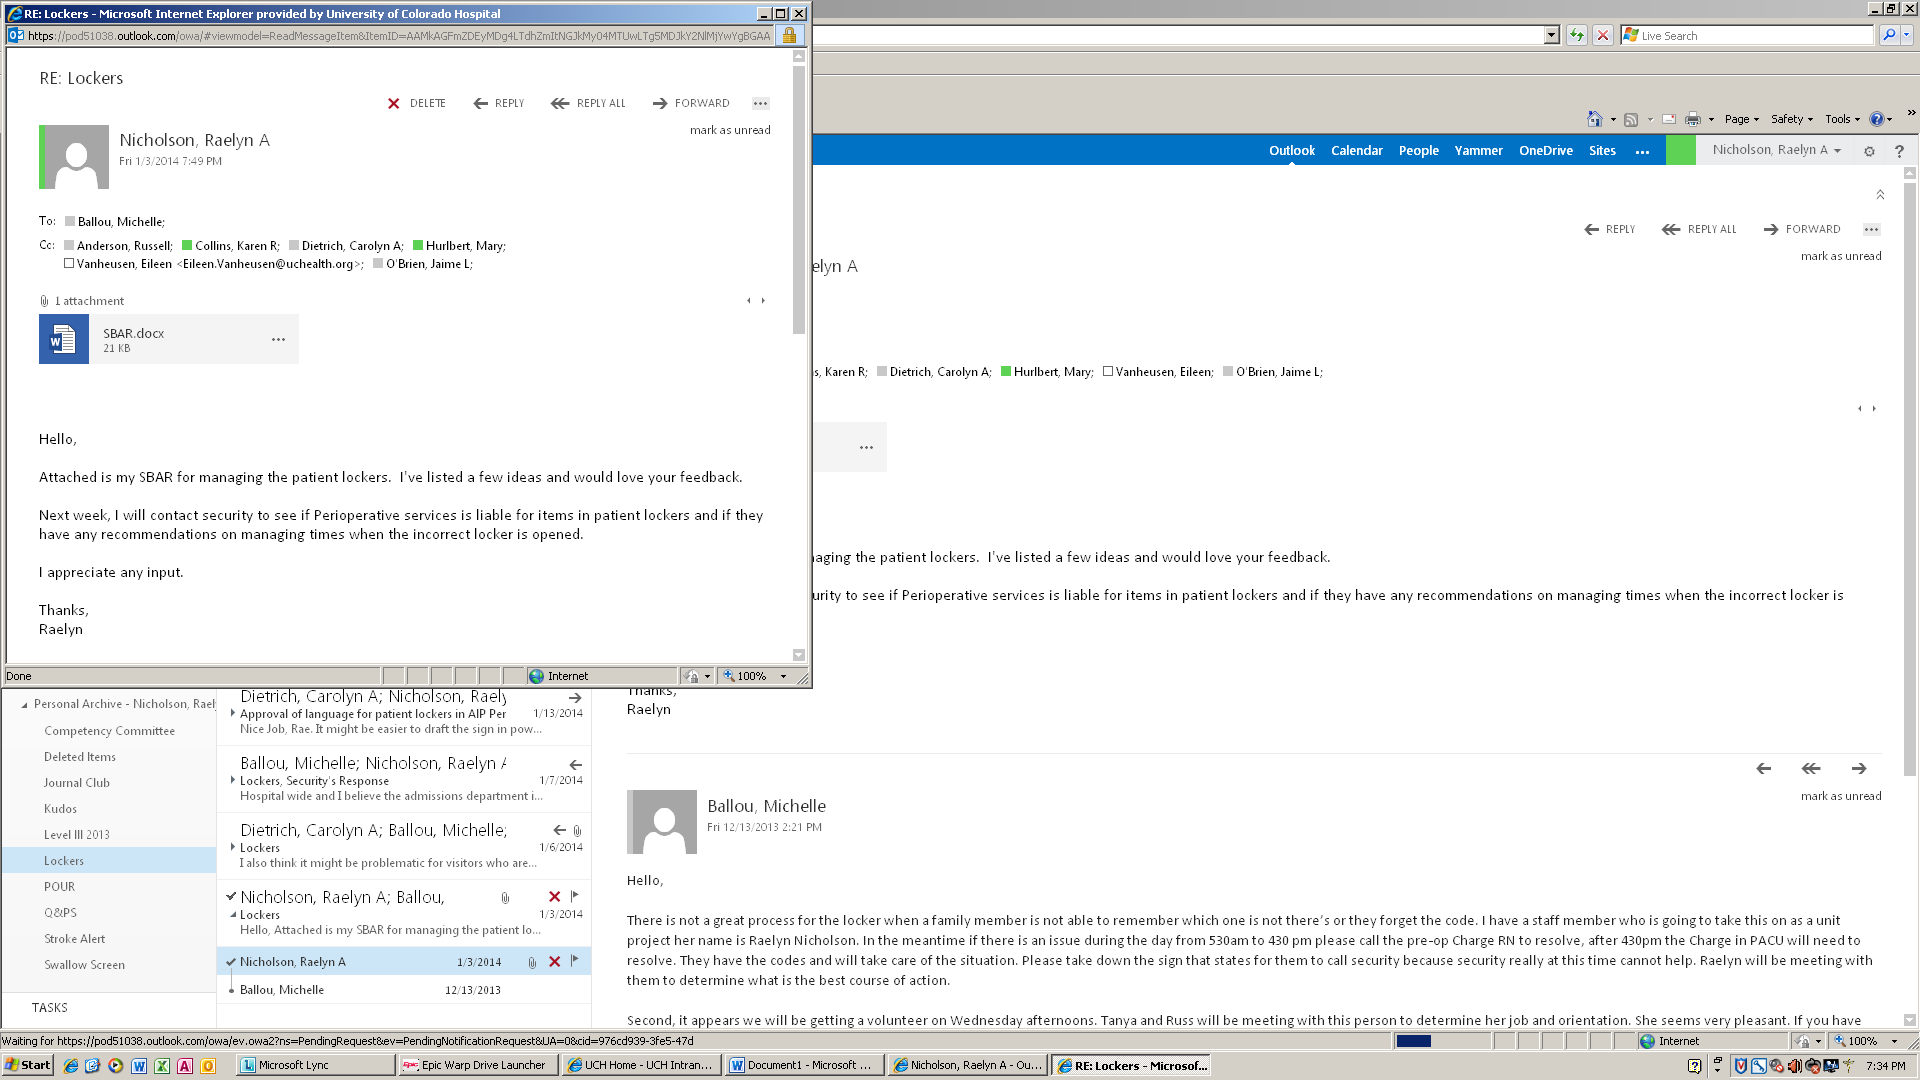 RE: Lockers - Microsoft Internet Explorer provided by University of Colorado Hospital
https://pod51038.outlook.com/owa/#viewmodel=ReadMessageItem&ItemID=
RE: Lockers
DELETE REPLY REPLY ALL FORWARD ...
mark as unread
Nicholson, Raelyn A
Fri 1/3/2014 7:49 PM
To: Ballou, Michelle;
Cc: Anderson, Russell; Collins, Karen R; Dietrich, Carolyn A; Hurlbert, Mary;
Vanheusen, Eileen <Eileen.Vanheusen@uchealth.org>; O'Brien, Jaime L;
1 attachment
SBAR.docx
21 KB
Hello,
Attached is my SBAR for managing the patient lockers. I've listed a few ideas and would love your feedback.
Next week, I will contact security to see if Perioperative services is liable for items in patient lockers and if they
have any recommendations on managing times when the incorrect locker is opened.
I appreciate any input.
Thanks,
Raelyn
Done Internet 100%
Live Search
Page Safety Tools
Outlook Calendar People Yammer OneDrive Sites ... Nicholson, Raelyn A ?
REPLY REPLY ALL FORWARD ...
mark as unread
elyn A
s, Karen R; Dietrich, Carolyn A; Hurlbert, Mary; Vanheusen, Eileen; O'Brien, Jaime L;
aging the patient lockers. I've listed a few ideas and would love your feedback.
urity to see if Perioperative services is liable for items in patient lockers and if they have any recommendations on managing times when the incorrect locker is
Thanks,
Raelyn
Personal Archive - Nicholson, Rael
Competency Committee
Deleted Items
Journal Club
Kudos
Level III 2013
Lockers
POUR
Q&PS
Stroke Alert
Swallow Screen
TASKS
Dietrich, Carolyn A; Nicholson, Raely
Approval of language for patient lockers in AIP Per 1/13/2014
Nice Job, Rae. It might be easier to draft the sign in pow...
Ballou, Michelle; Nicholson, Raelyn A
Lockers, Security's Response 1/7/2014
Hospital wide and I believe the admissions department i...
Dietrich, Carolyn A; Ballou, Michelle;
Lockers 1/6/2014
I also think it might be problematic for visitors who are...
Nicholson, Raelyn A; Ballou,
Lockers 1/3/2014
Hello, Attached is my SBAR for managing the patient lo...
Nicholson, Raelyn A 1/3/2014
Ballou, Michelle 12/13/2013
mark as unread
Ballou, Michelle
Fri 12/13/2013 2:21 PM
Hello,
There is not a great process for the locker when a family member is not able to remember which one is not there's or they forget the code. I have a staff member who is going to take this on as a unit
project her name is Raelyn Nicholson. In the meantime if there is an issue during the day from 530am to 430 pm please call the pre-op Charge RN to resolve, after 430pm the Charge in PACU will need to
resolve. They have the codes and will take care of the situation. Please take down the sign that states for them to call security because security really at this time cannot help. Raelyn will be meeting with
them to determine what is the best course of action.
Second, it appears we will be getting a volunteer on Wednesday afternoons. Tanya and Russ will be meeting with this person to determine her job and orientation. She seems very pleasant. If you have
Waiting for https://pod51038.outlook.com/owa/ev.owa2?ns=PendingRequest&ev=PendingNotificationRequest&UA=0&cid=976cd939-3fe5-47d Internet 100%
Start Microsoft Lync Epic Warp Drive Launcher UCH Home - UCH Intran... Document1 - Microsoft ... Nicholson, Raelyn A - Ou... RE: Lockers - Microsof... 7:34 PM